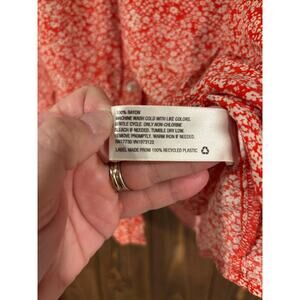 100% RAYON
MACHINE WASH COLD WITH LIKE COLORS.
GENTLE CYCLE. ONLY NON-CHLORINE
BLEACH IF NEEDED. TUMBLE DRY LOW.
REMOVE PROMPTLY. WARM IRON IF NEEDED.
LABEL MADE FROM 100% RECYCLED PLASTIC